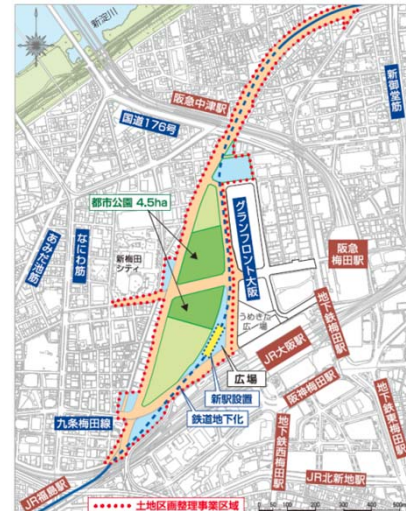 新淀川
阪急中津駅
新御堂筋
国道176号
都市公園 4.5ha
グランフロント大阪
なにわ筋
あみだ池筋
新梅田
シティ
阪急
梅田駅
うめきた
広場
地下鉄梅田駅
JR大阪駅
広場
新駅設置
阪神梅田駅
九条梅田線
鉄道地下化
地下鉄東梅田駅
地下鉄西梅田駅
JR北新地駅
JR福島駅
土地区画整理事業区域
0 100 200 300 400 500m